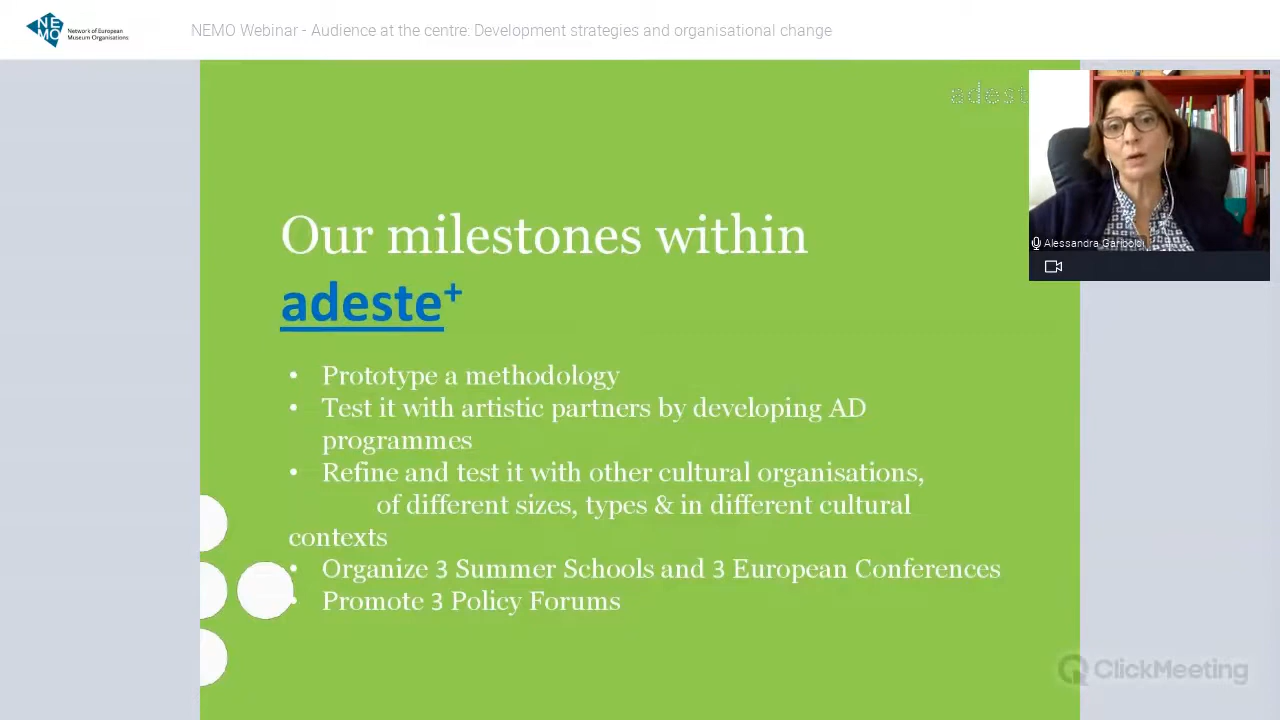 NEMO
Network of European
Museum Organisations
NEMO Webinar - Audience at the centre: Development strategies and organisational change
adest
Alessandra Gariboldi
Our milestones within
adeste+
• Prototype a methodology
• Test it with artistic partners by developing AD
programmes
• Refine and test it with other cultural organisations,
of different sizes, types & in different cultural
contexts
• Organize 3 Summer Schools and 3 European Conferences
• Promote 3 Policy Forums
ClickMeeting